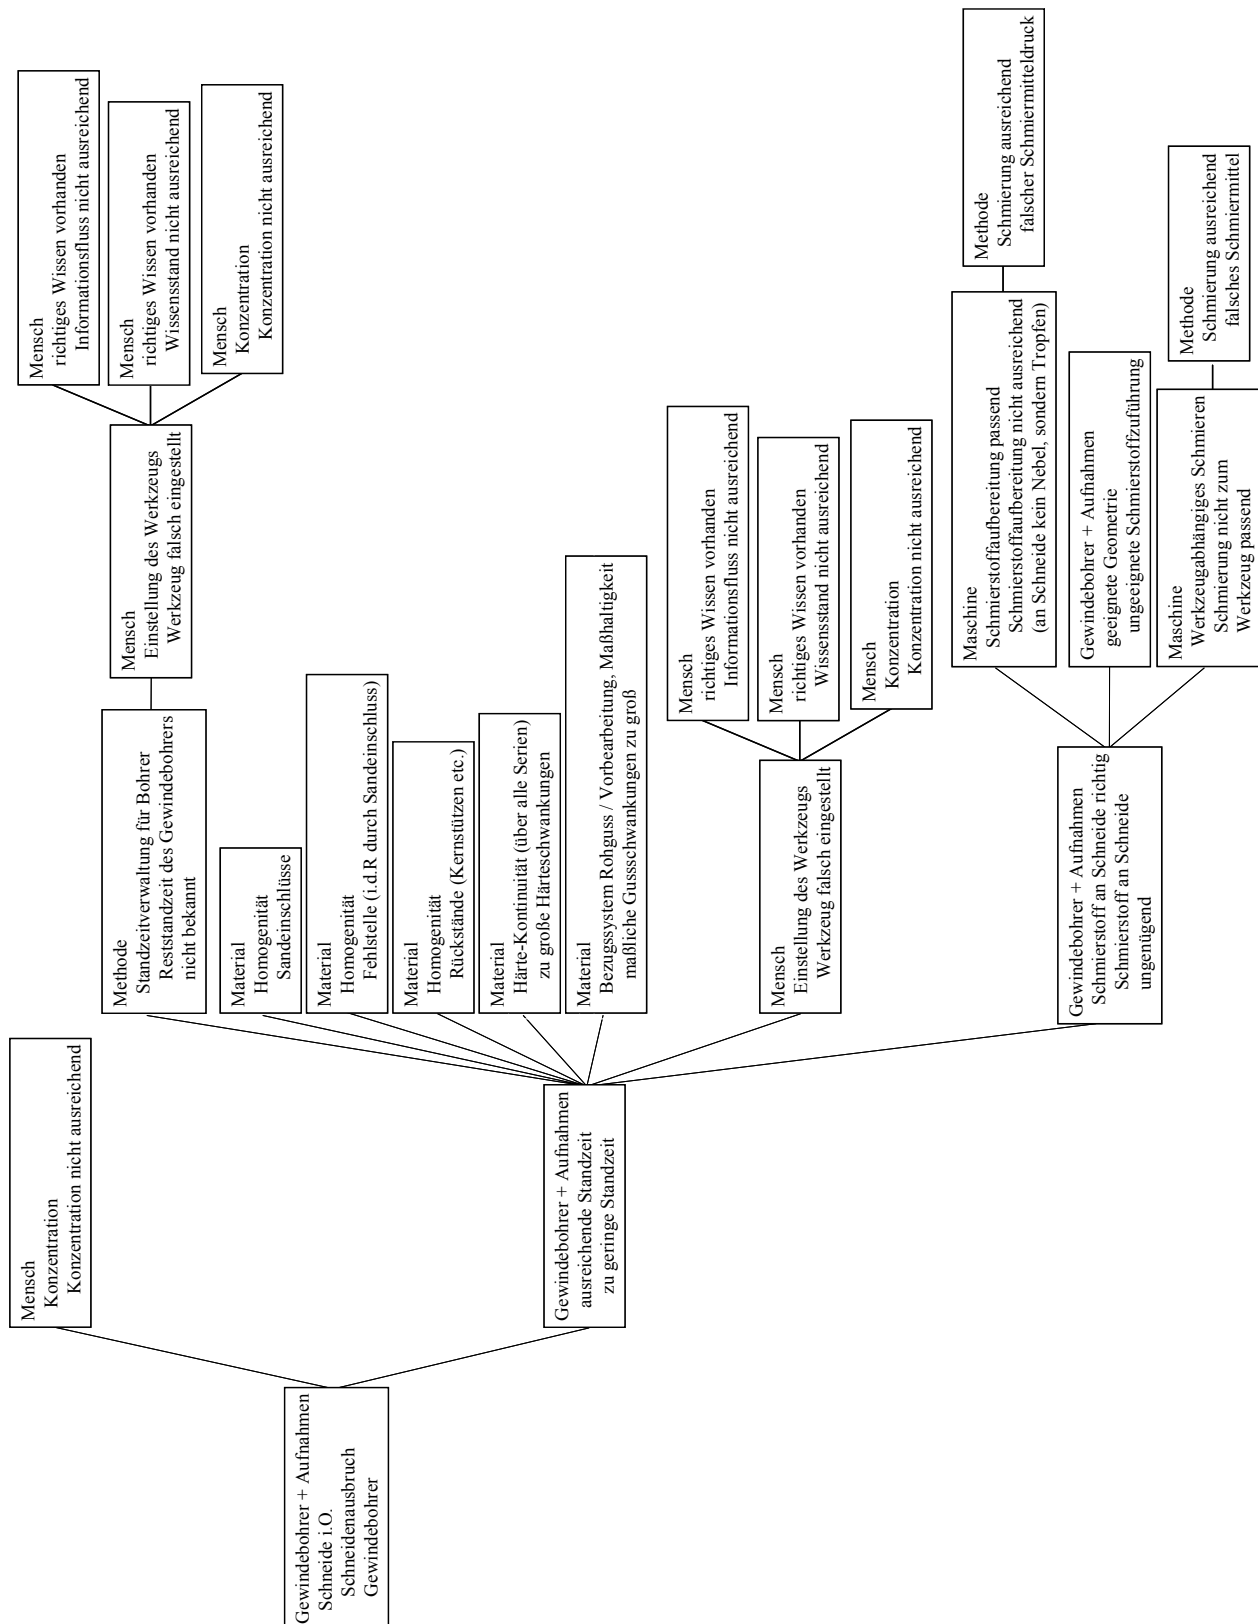 Gewindebohrer + Aufnahmen
Schneide i.O.
Schneidenausbruch
Gewindebohrer
Mensch
Konzentration
Konzentration nicht ausreichend
Gewindebohrer + Aufnahmen
ausreichende Standzeit
zu geringe Standzeit
Methode
Standzeitverwaltung für Bohrer
Reststandzeit des Gewindebohrers
nicht bekannt
Material
Homogenität
Sandeinschlüsse
Material
Homogenität
Fehlstelle (i.d.R durch Sandeinschluss)
Material
Homogenität
Rückstände (Kernstützen etc.)
Material
Härte-Kontinuität (über alle Serien)
zu große Härteschwankungen
Material
Bezugssystem Rohguss / Vorbearbeitung, Maßhaltigkeit
maßliche Gussschwankungen zu groß
Mensch
Einstellung des Werkzeugs
Werkzeug falsch eingestellt
Gewindebohrer + Aufnahmen
Schmierstoff an Schneide richtig
Schmierstoff an Schneide
ungenügend
Mensch
Einstellung des Werkzeugs
Werkzeug falsch eingestellt
Mensch
richtiges Wissen vorhanden
Informationsfluss nicht ausreichend
Mensch
richtiges Wissen vorhanden
Wissensstand nicht ausreichend
Mensch
Konzentration
Konzentration nicht ausreichend
Mensch
richtiges Wissen vorhanden
Informationsfluss nicht ausreichend
Mensch
richtiges Wissen vorhanden
Wissensstand nicht ausreichend
Mensch
Konzentration
Konzentration nicht ausreichend
Maschine
Schmierstoffaufbereitung passend
Schmierstoffaufbereitung nicht ausreichend
(an Schneide kein Nebel, sondern Tropfen)
Gewindebohrer + Aufnahmen
geeignete Geometrie
ungeeignete Schmierstoffzuführung
Maschine
Werkzeugabhängiges Schmieren
Schmierung nicht zum
Werkzeug passend
Methode
Schmierung ausreichend
falscher Schmiermitteldruck
Methode
Schmierung ausreichend
falsches Schmiermittel